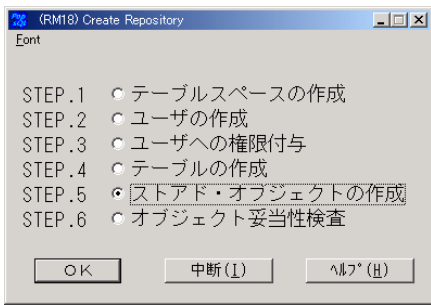 (RM18) Create Repository
Font
STEP.1 テーブルスペースの作成
STEP.2 ユーザの作成
STEP.3 ユーザへの権限付与
STEP.4 テーブルの作成
STEP.5 ストアド・オブジェクトの作成
STEP.6 オブジェクト妥当性検査
OK 中断(I) ヘルプ(H)